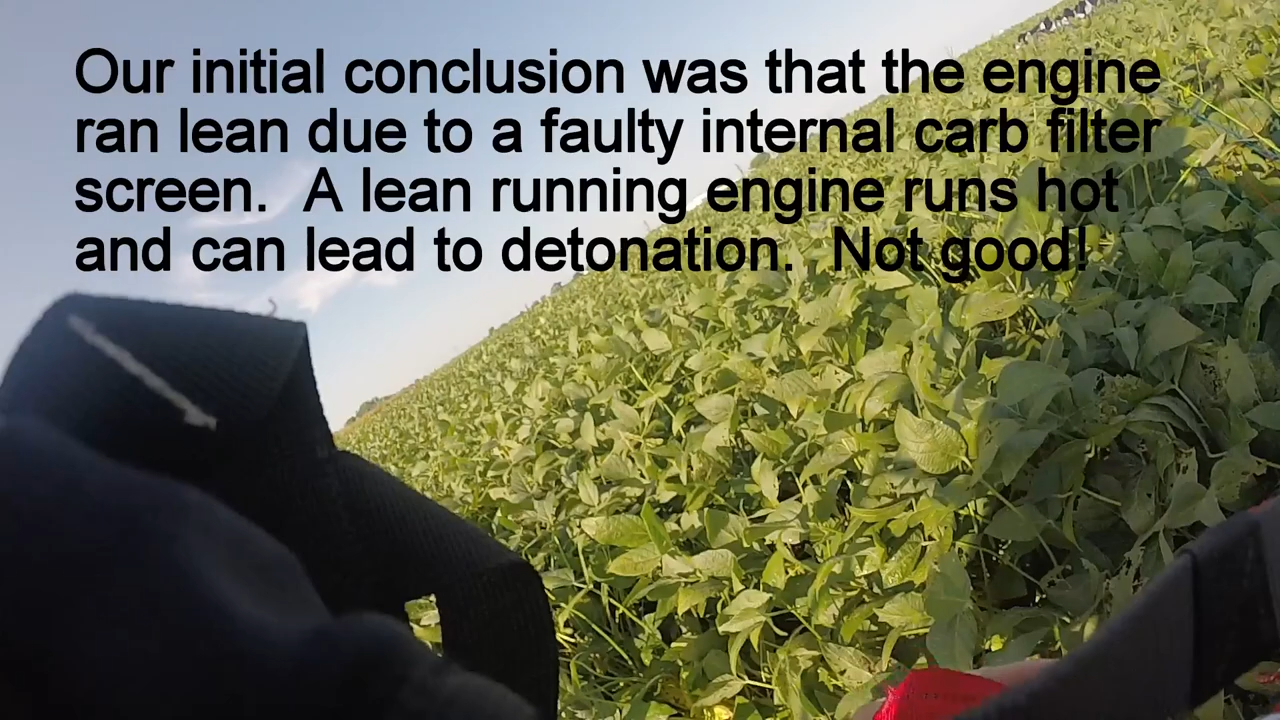 Our initial conclusion was that the engine
ran lean due to a faulty internal carb filter
screen.  A lean running engine runs hot
and can lead to detonation.  Not good!